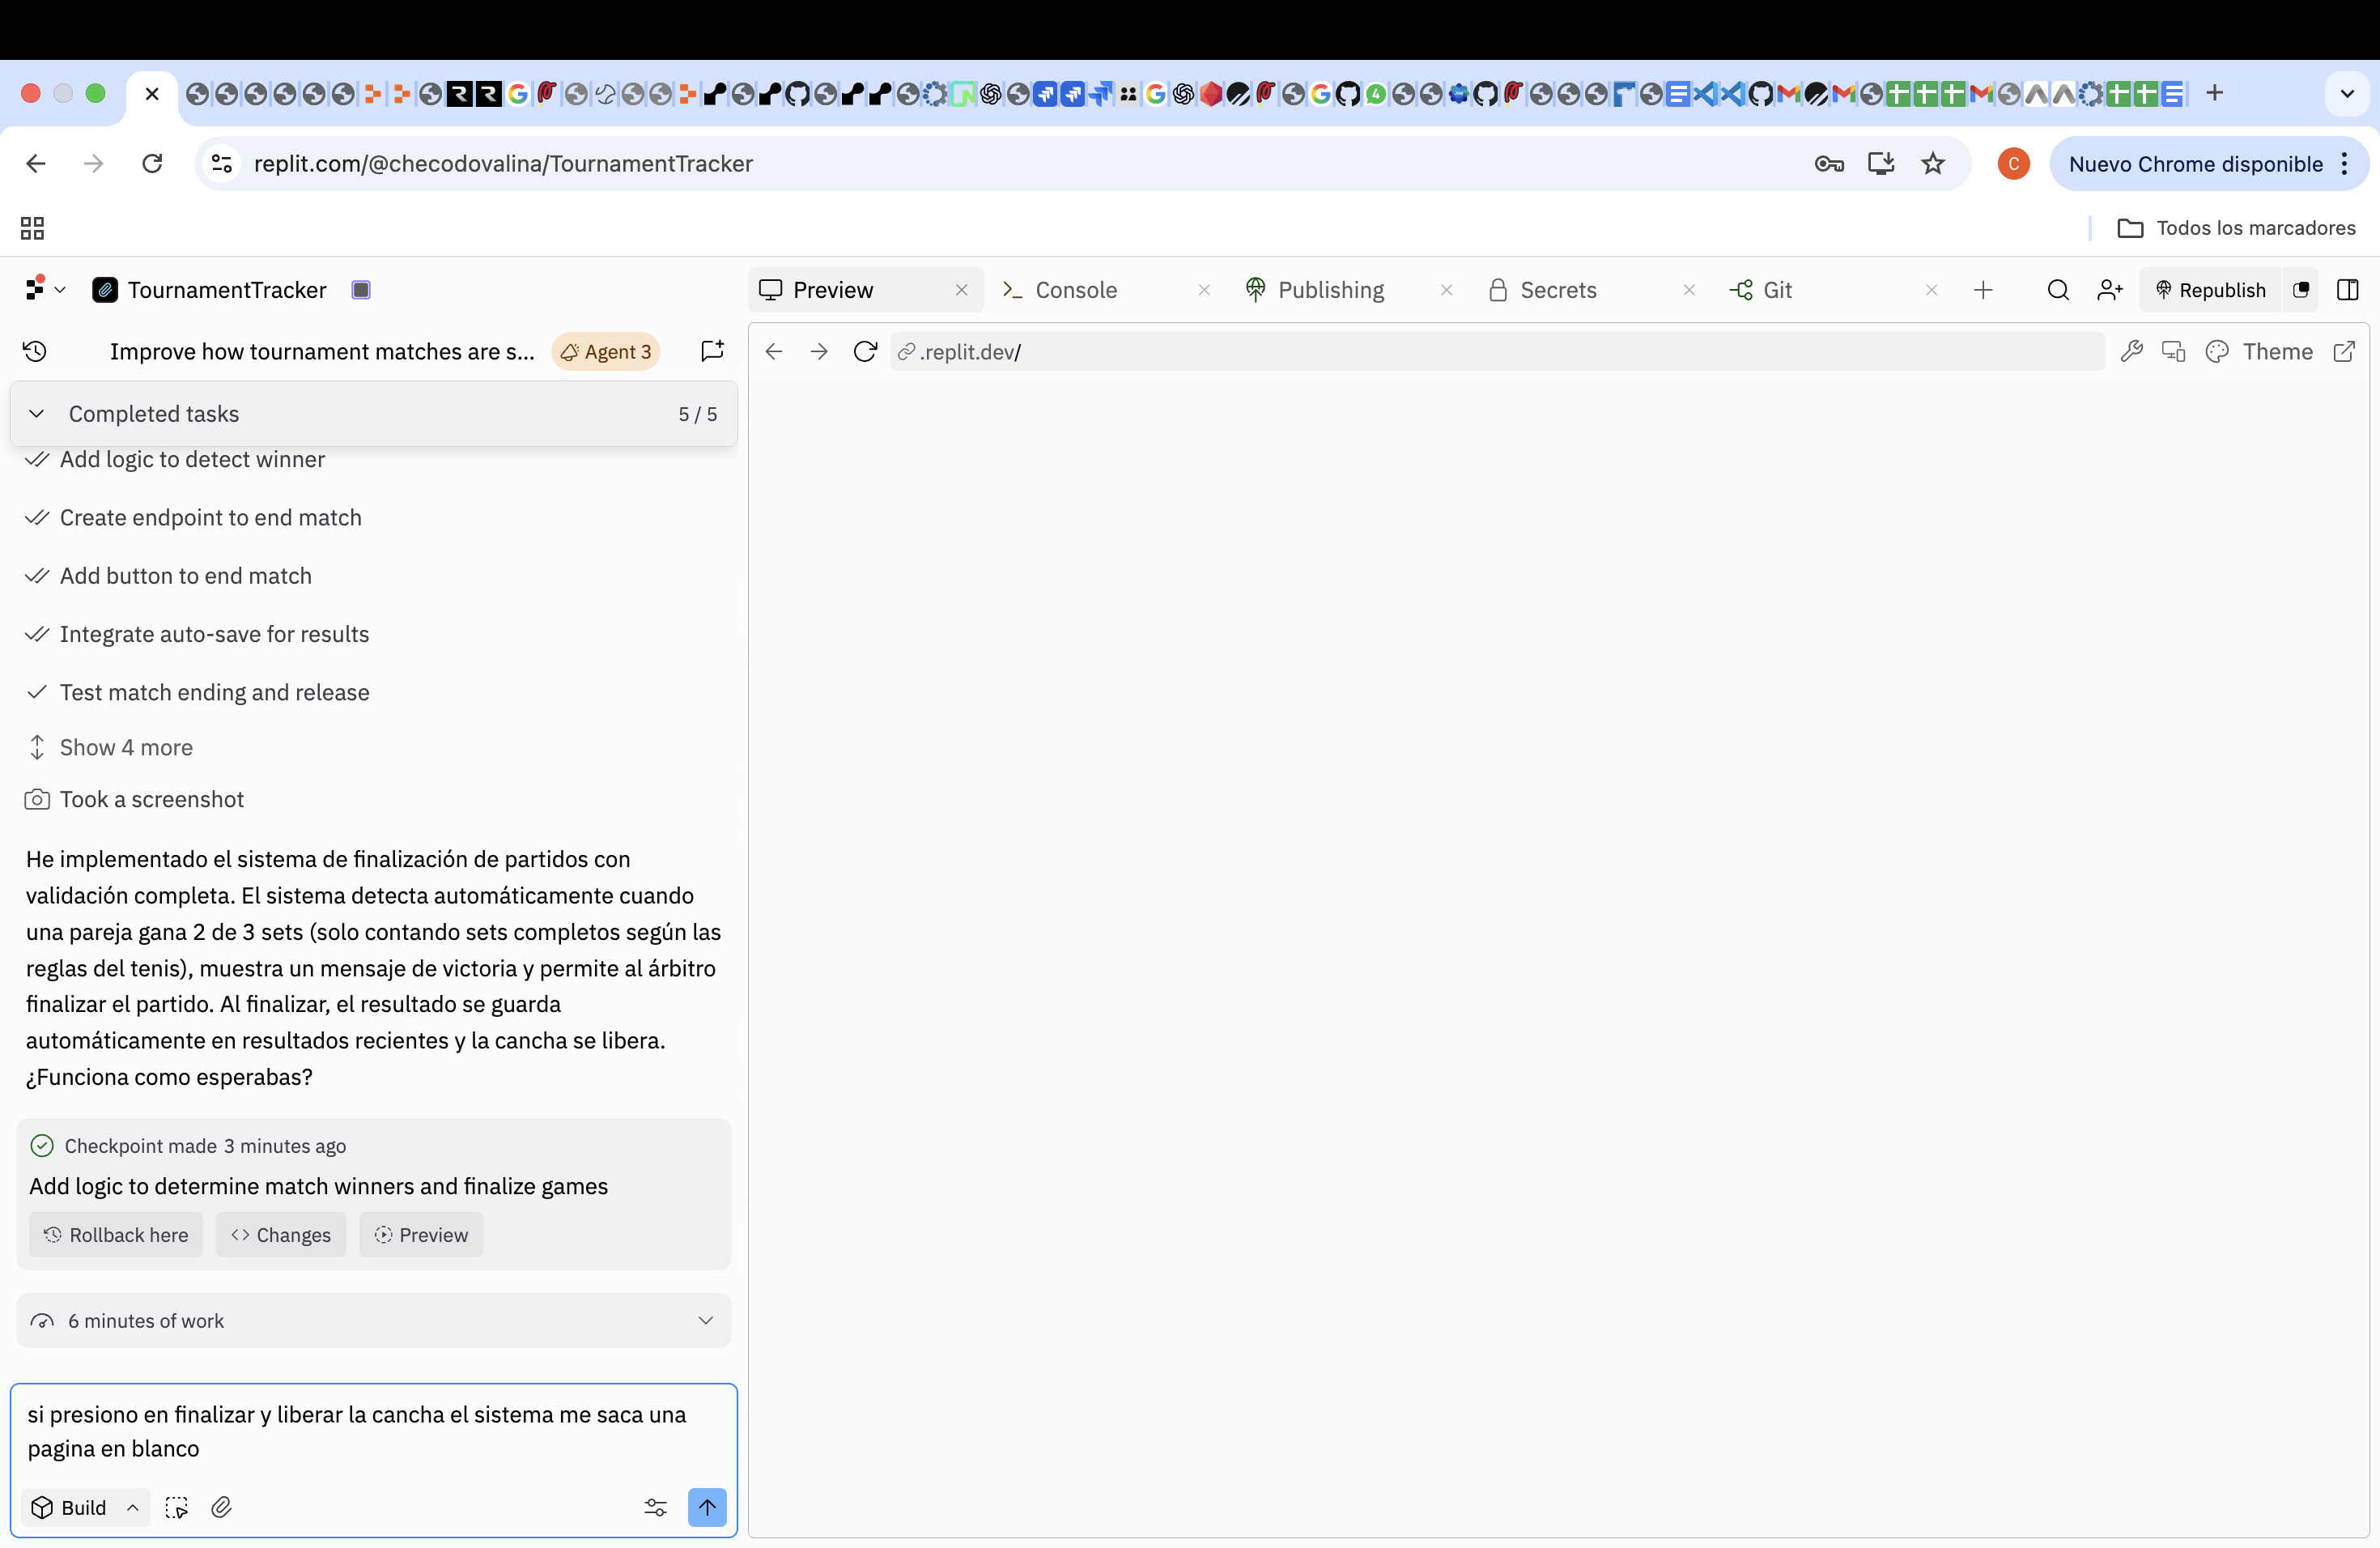 replit.com/@checodovalina/TournamentTracker
C
Nuevo Chrome disponible
Todos los marcadores
TournamentTracker
Preview
Console
Publishing
Secrets
Git
Republish
Improve how tournament matches are s...
Agent 3
.replit.dev/
Theme
Completed tasks
5 / 5
Add logic to detect winner
Create endpoint to end match
Add button to end match
Integrate auto-save for results
Test match ending and release
Show 4 more
Took a screenshot
He implementado el sistema de finalización de partidos con
validación completa. El sistema detecta automáticamente cuando
una pareja gana 2 de 3 sets (solo contando sets completos según las
reglas del tenis), muestra un mensaje de victoria y permite al árbitro
finalizar el partido. Al finalizar, el resultado se guarda
automáticamente en resultados recientes y la cancha se libera.
¿Funciona como esperabas?
Checkpoint made 3 minutes ago
Add logic to determine match winners and finalize games
Rollback here
Changes
Preview
6 minutes of work
si presiono en finalizar y liberar la cancha el sistema me saca una
pagina en blanco
Build